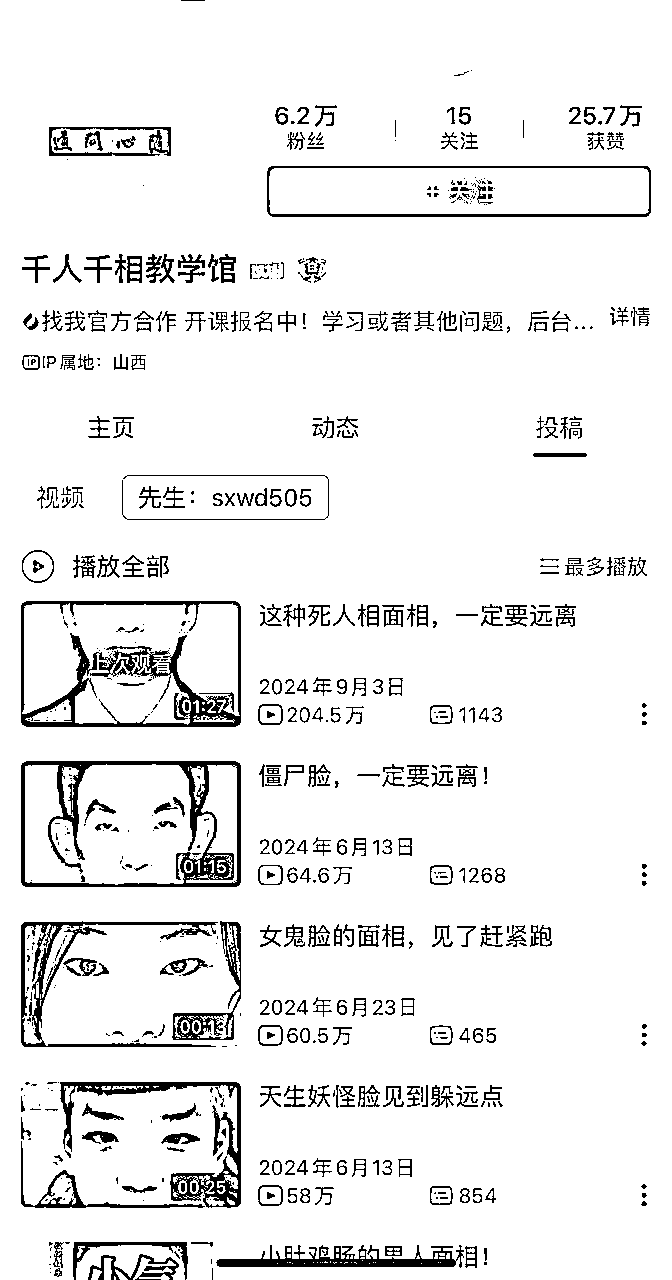 随心问道
6.2万 15 25.7万
粉丝 关注 获赞
关注
千人千相教学馆
找我官方合作 开课报名中！学习或者其他问题，后台... 详情
IP IP属地：山西
主页 动态 投稿
视频 先生：sxwd505
播放全部 最多播放
这种死人相面相，一定要远离
上次观看
01:27
2024年9月3日
204.5万 1143
僵尸脸，一定要远离！
01:15
2024年6月13日
64.6万 1268
女鬼脸的面相，见了赶紧跑
00:13
2024年6月23日
60.5万 465
天生妖怪脸见到躲远点
00:25
2024年6月13日
58万 854
小气
小肚鸡肠的男人面相！